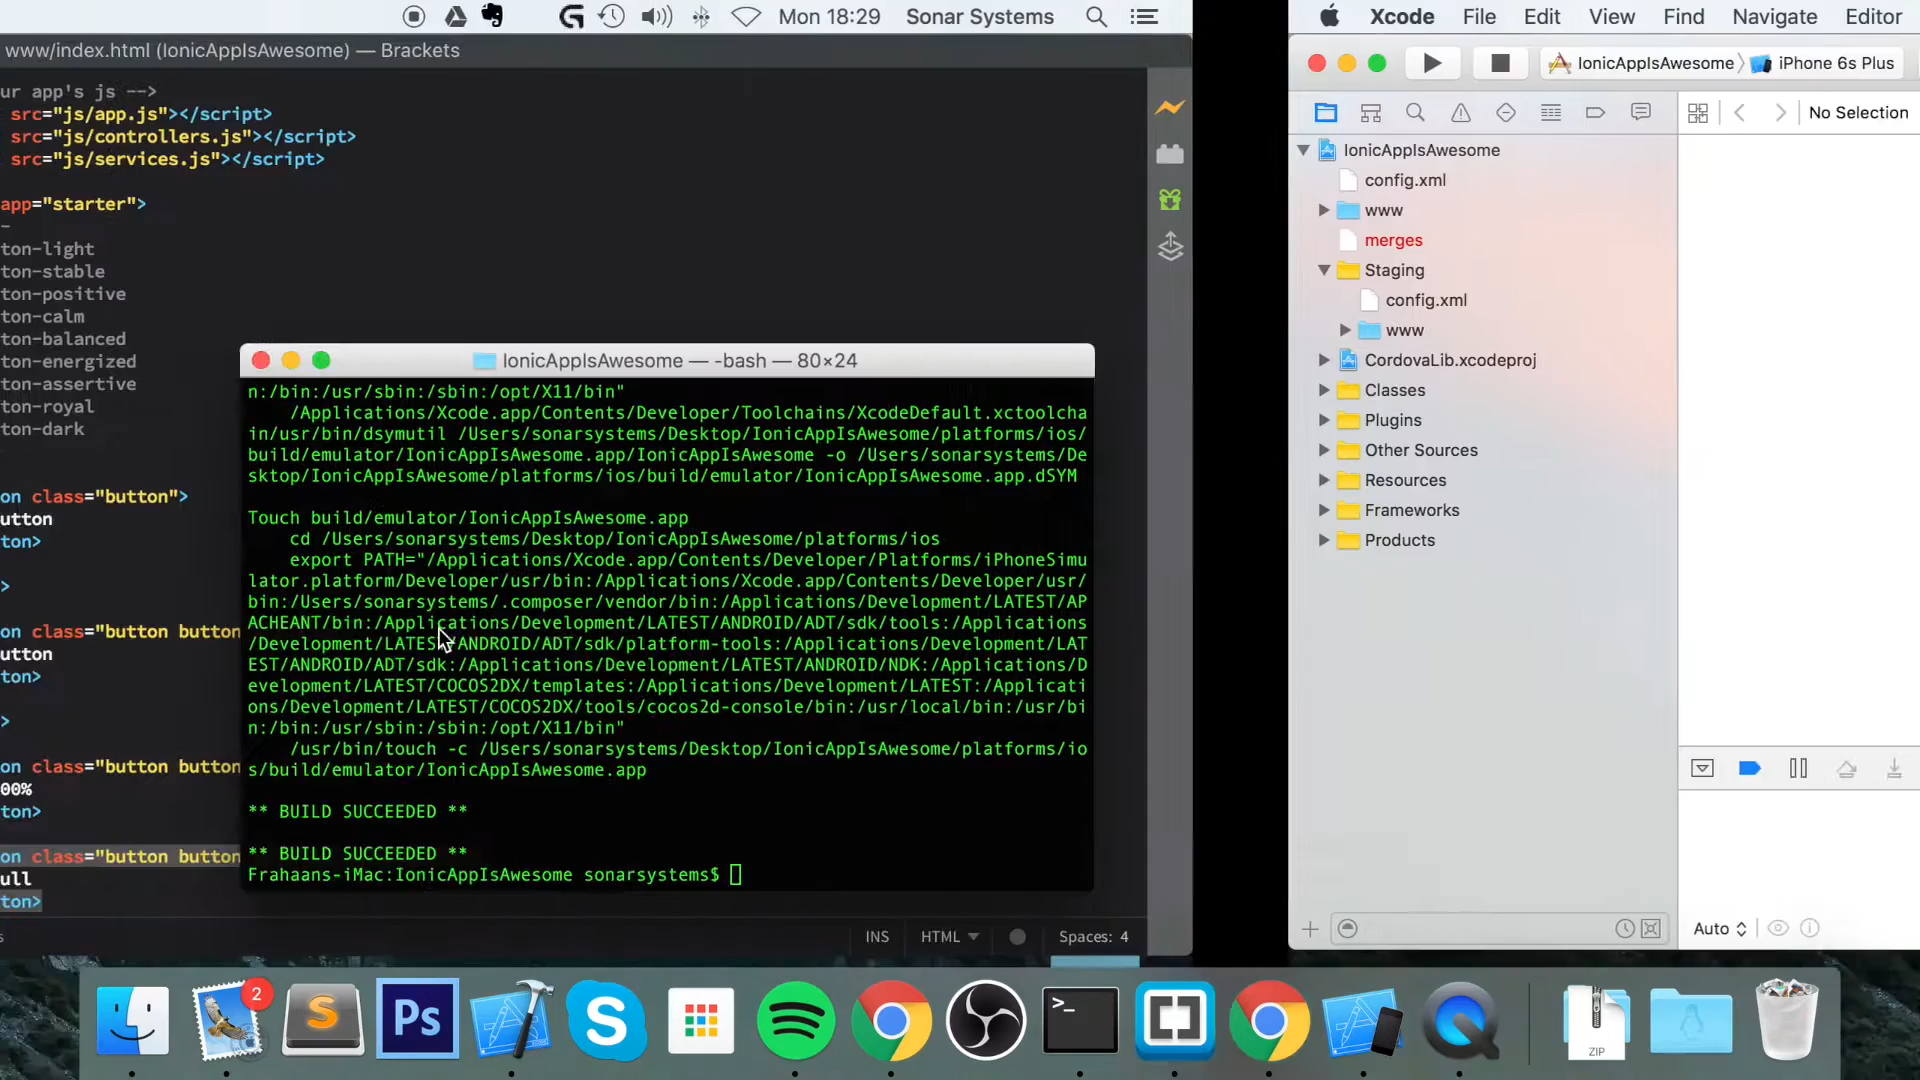 Mon 18:29 Sonar Systems
www/index.html (IonicAppIsAwesome) — Brackets
ur app's js -->
src="js/app.js"></script>
src="js/controllers.js"></script>
src="js/services.js"></script>
app="starter">
ton-light
ton-stable
ton-positive
ton-calm
ton-balanced
ton-energized
ton-assertive
ton-royal
ton-dark
on class="button">
utton
ton>
>
on class="button button
utton
ton>
>
on class="button button
00%
ton>
on class="button button
ull
ton>
INS HTML Spaces: 4
IonicAppIsAwesome — -bash — 80×24
n:/bin:/usr/sbin:/sbin:/opt/X11/bin"
/Applications/Xcode.app/Contents/Developer/Toolchains/XcodeDefault.xctoolcha
in/usr/bin/dsymutil /Users/sonarsystems/Desktop/IonicAppIsAwesome/platforms/ios/
build/emulator/IonicAppIsAwesome.app/IonicAppIsAwesome -o /Users/sonarsystems/De
sktop/IonicAppIsAwesome/platforms/ios/build/emulator/IonicAppIsAwesome.app.dSYM
Touch build/emulator/IonicAppIsAwesome.app
cd /Users/sonarsystems/Desktop/IonicAppIsAwesome/platforms/ios
export PATH="/Applications/Xcode.app/Contents/Developer/Platforms/iPhoneSimu
lator.platform/Developer/usr/bin:/Applications/Xcode.app/Contents/Developer/usr/
bin:/Users/sonarsystems/.composer/vendor/bin:/Applications/Development/LATEST/AP
ACHEANT/bin:/Applications/Development/LATEST/ANDROID/ADT/sdk/tools:/Applications
/Development/LATEST/ANDROID/ADT/sdk/platform-tools:/Applications/Development/LAT
EST/ANDROID/ADT/sdk:/Applications/Development/LATEST/ANDROID/NDK:/Applications/D
evelopment/LATEST/COCOS2DX/templates:/Applications/Development/LATEST:/Applicati
ons/Development/LATEST/COCOS2DX/tools/cocos2d-console/bin:/usr/local/bin:/usr/bi
n:/bin:/usr/sbin:/sbin:/opt/X11/bin"
/usr/bin/touch -c /Users/sonarsystems/Desktop/IonicAppIsAwesome/platforms/io
s/build/emulator/IonicAppIsAwesome.app
** BUILD SUCCEEDED **
** BUILD SUCCEEDED **
Frahaans-iMac:IonicAppIsAwesome sonarsystems$
Xcode File Edit View Find Navigate Editor
IonicAppIsAwesome iPhone 6s Plus
No Selection
IonicAppIsAwesome
config.xml
www
merges
Staging
config.xml
www
CordovaLib.xcodeproj
Classes
Plugins
Other Sources
Resources
Frameworks
Products
Auto
2
Ps
ZIP